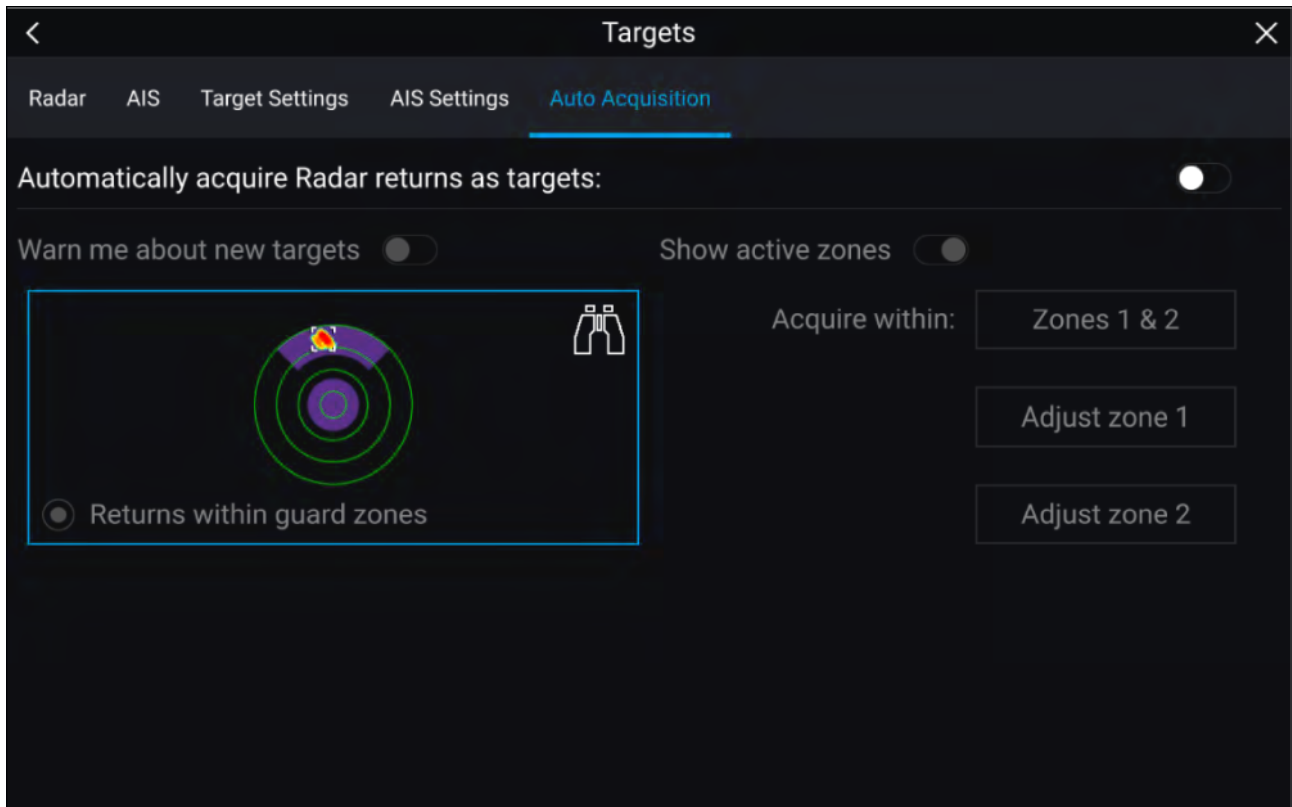 Targets
Radar AIS Target Settings AIS Settings Auto Acquisition
Automatically acquire Radar returns as targets:
Warn me about new targets Show active zones
Acquire within: Zones 1 & 2
Adjust zone 1
Returns within guard zones Adjust zone 2